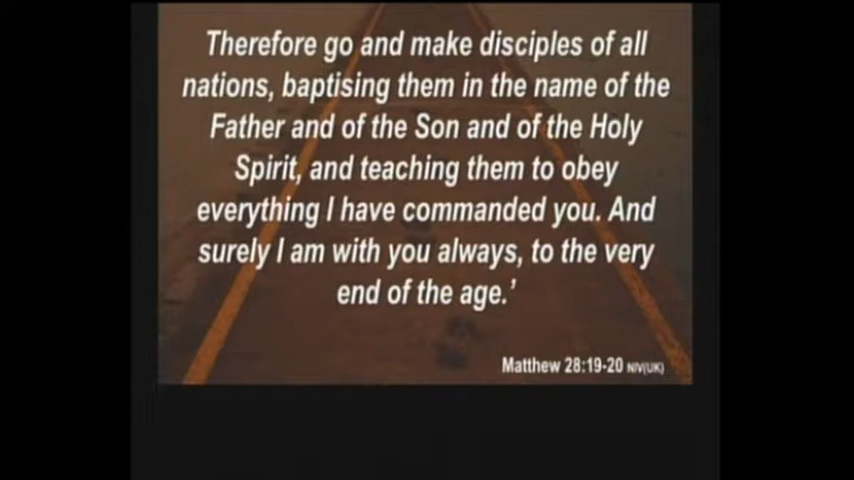 Therefore go and make disciples of all
nations, baptising them in the name of the
Father and of the Son and of the Holy
Spirit, and teaching them to obey
everything I have commanded you. And
surely I am with you always, to the very
end of the age.’
Matthew 28:19-20 NIV(UK)